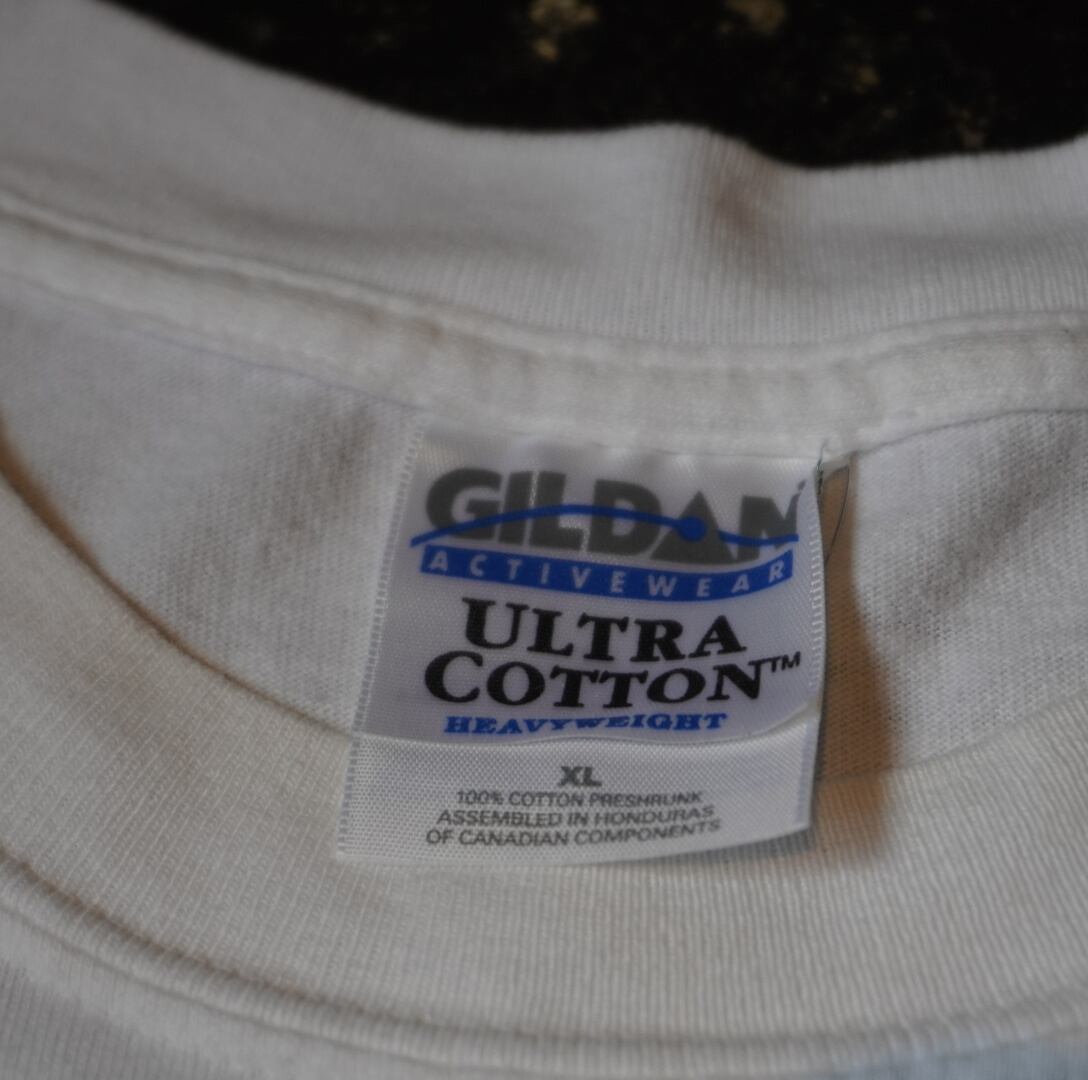 GILDAN
ACTIVEWEAR
ULTRA
COTTON™
HEAVYWEIGHT
XL
100% COTTON PRESHRUNK
ASSEMBLED IN HONDURAS
OF CANADIAN COMPONENTS